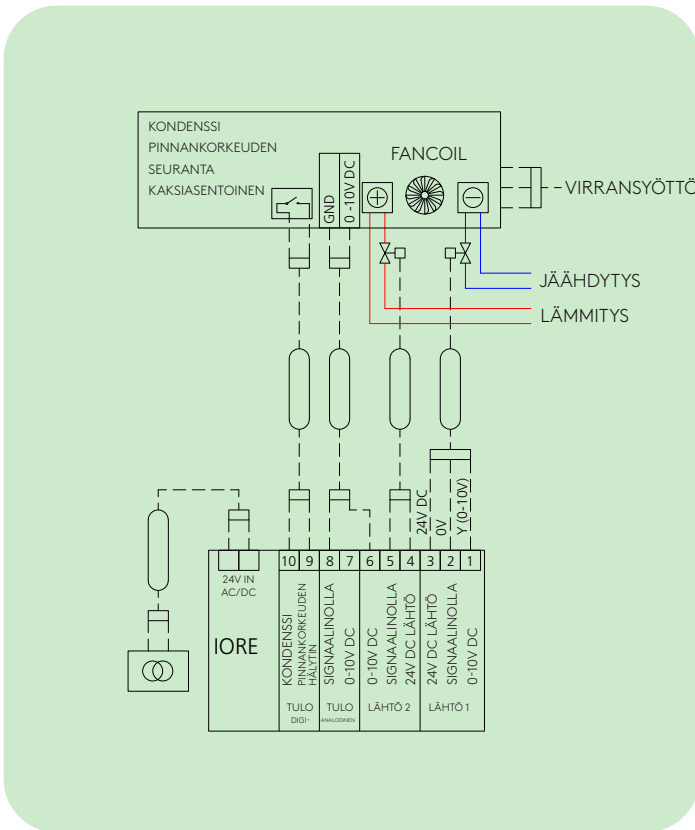 KONDENSSI
PINNANKORKEUDEN
SEURANTA
KAKSIASENTOINEN
GND
0 -10V DC
FANCOIL
VIRRANSYÖTTÖ
JÄÄHDYTYS
LÄMMITYS
24V DC
0V
Y (0-10V)
10 9 8 7 6 5 4 3 2 1
24V IN
AC/DC
IORE
KONDENSSI
PINNANKORKEUDEN
HÄLYTIN
SIGNAALINOLLA
0-10V DC
0-10V DC
SIGNAALINOLLA
24V DC LÄHTÖ
24V DC LÄHTÖ
SIGNAALINOLLA
0-10V DC
TULO
DIGI
TULO
ANALOGINEN
LÄHTÖ 2
LÄHTÖ 1